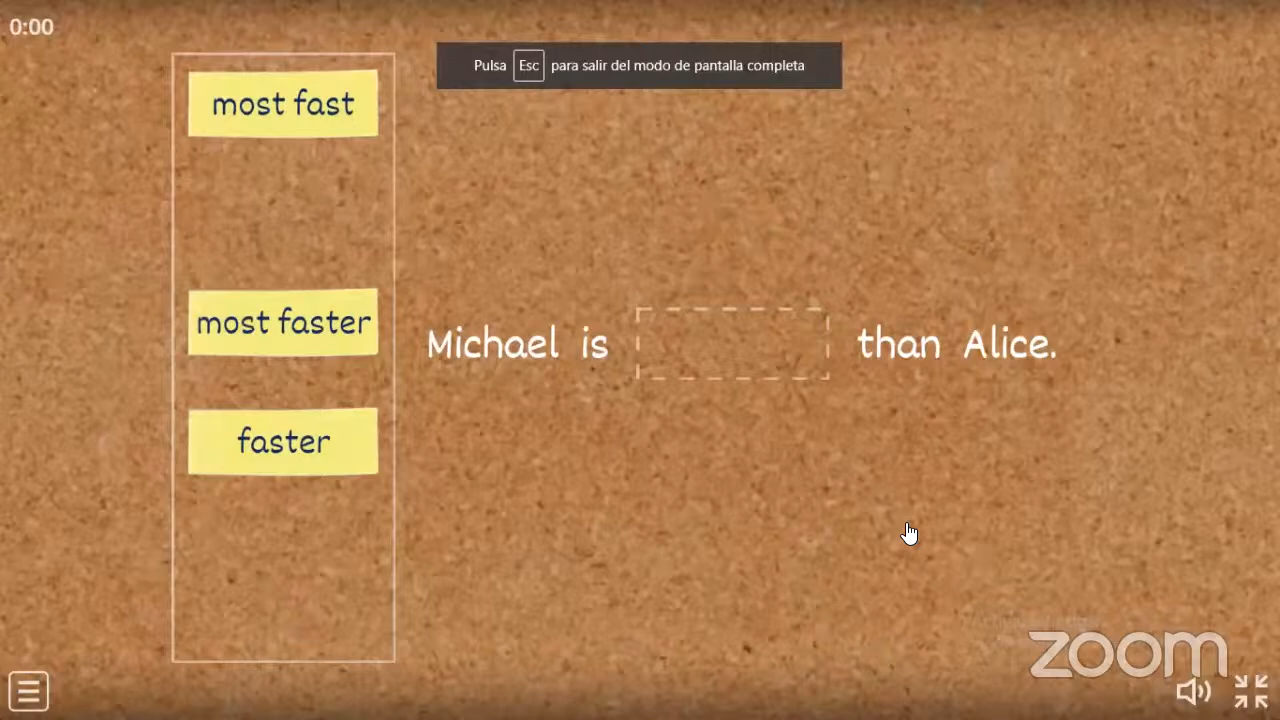 0:00
Pulsa Esc para salir del modo de pantalla completa
most fast
most faster
Michael is than Alice.
faster
zoom